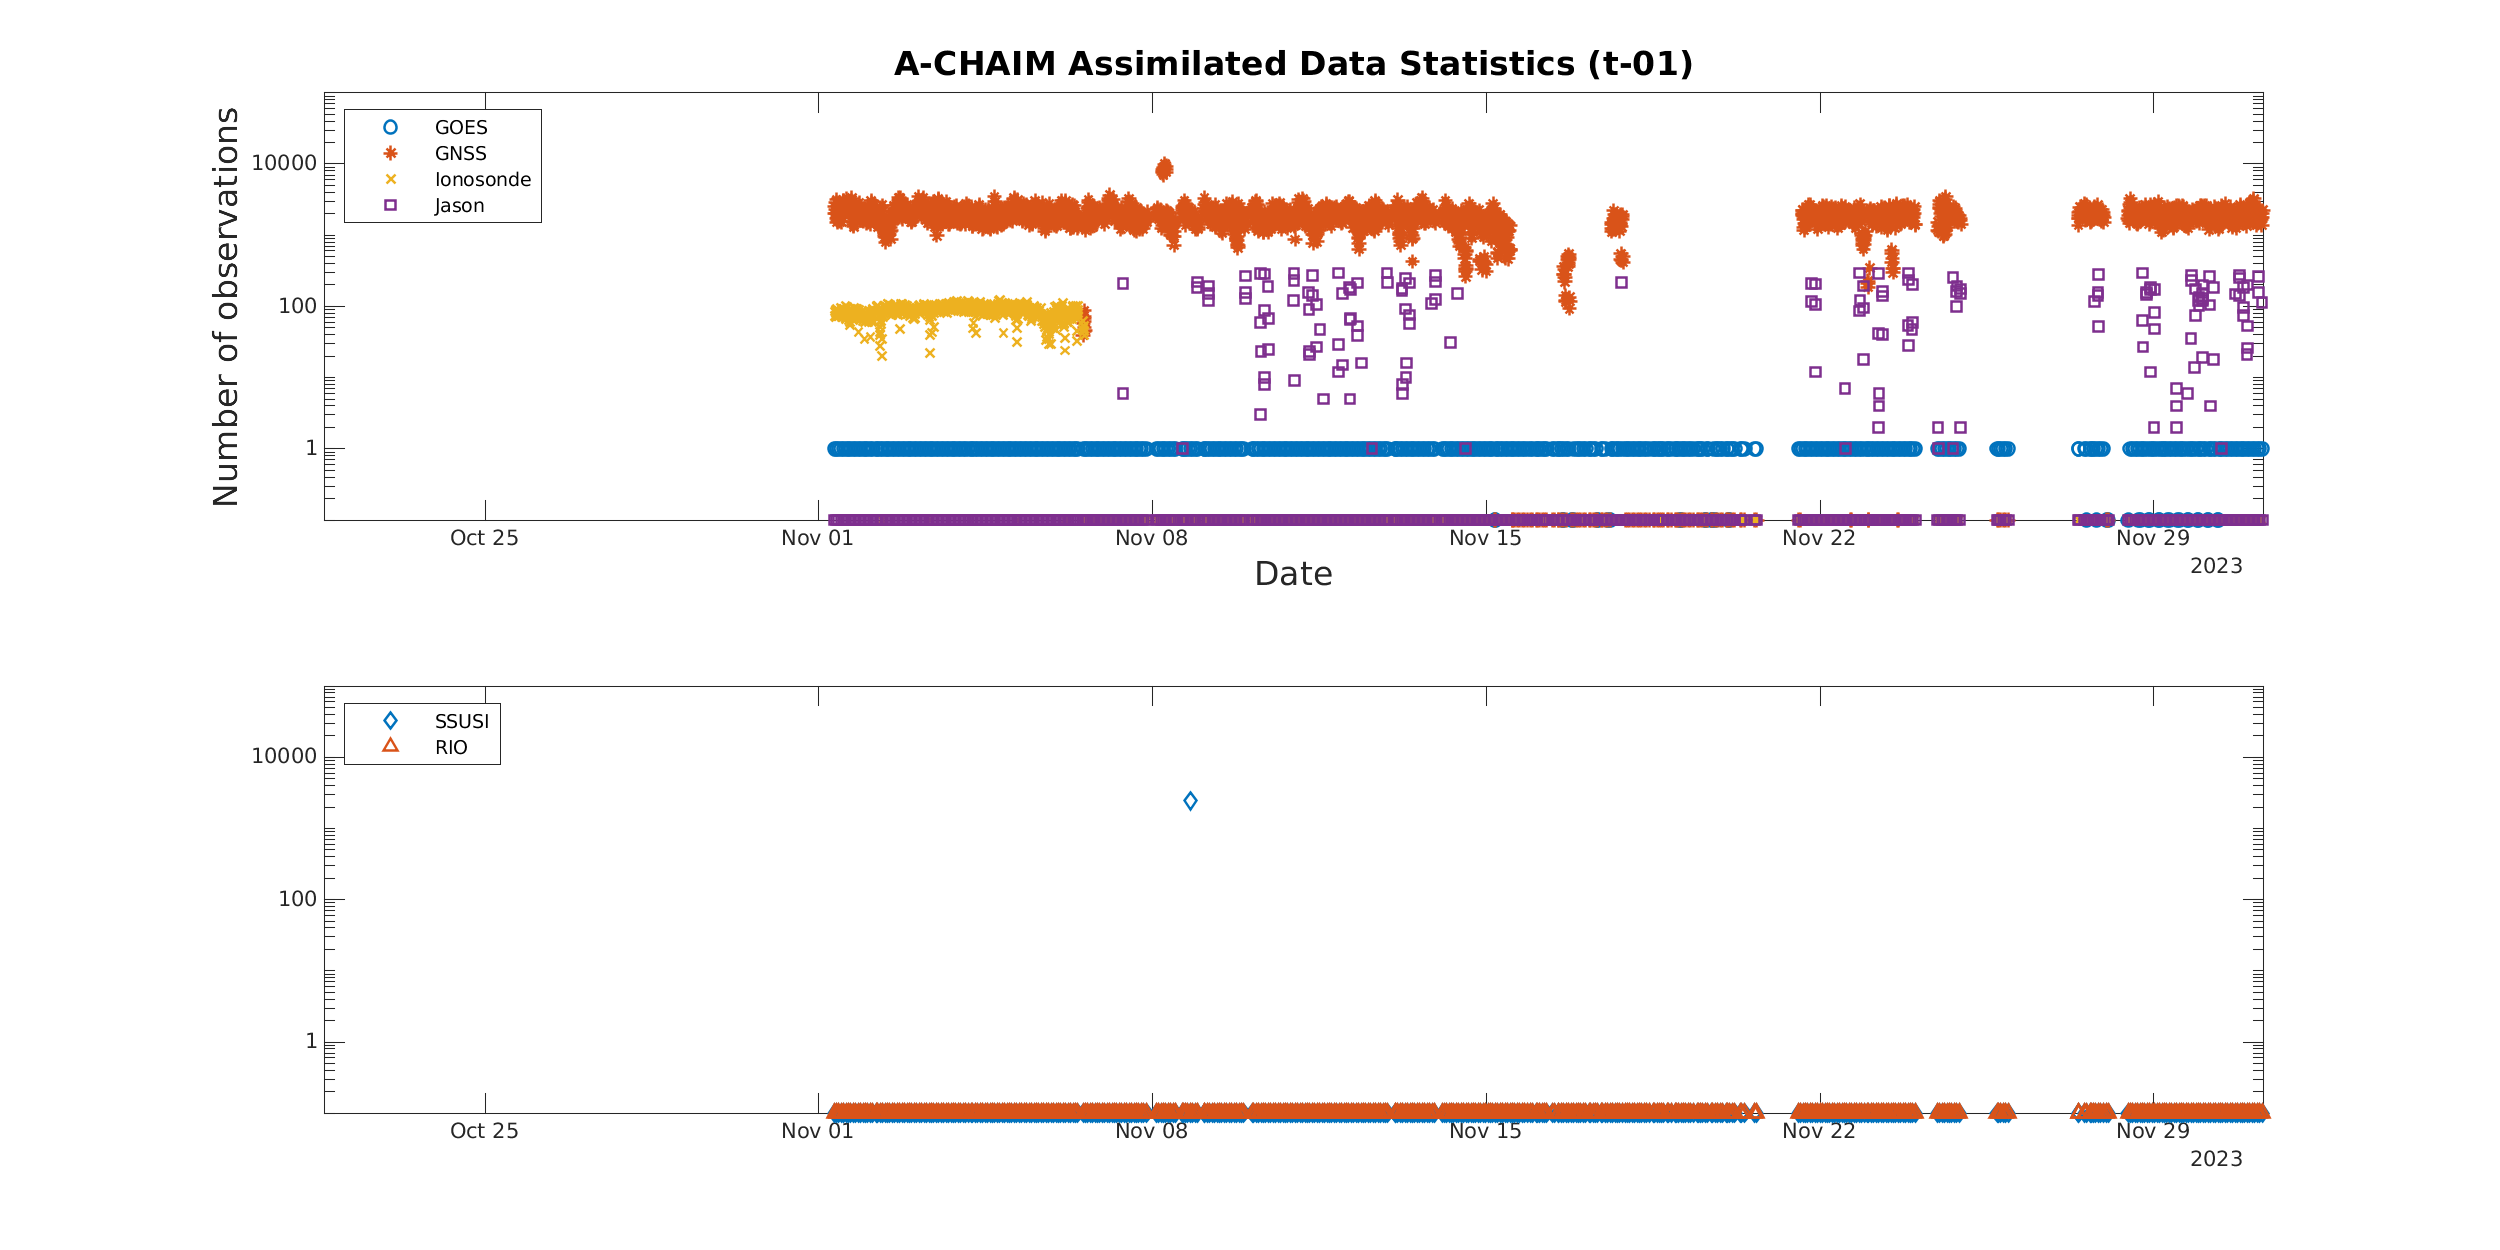 A-CHAIM Assimilated Data Statistics (t-01)
Number of observations
GOES
GNSS
Ionosonde
Jason
10000
100
1
Oct 25 Nov 01 Nov 08 Nov 15 Nov 22 Nov 29
2023
Date
SSUSI
RIO
10000
100
1
Oct 25 Nov 01 Nov 08 Nov 15 Nov 22 Nov 29
2023